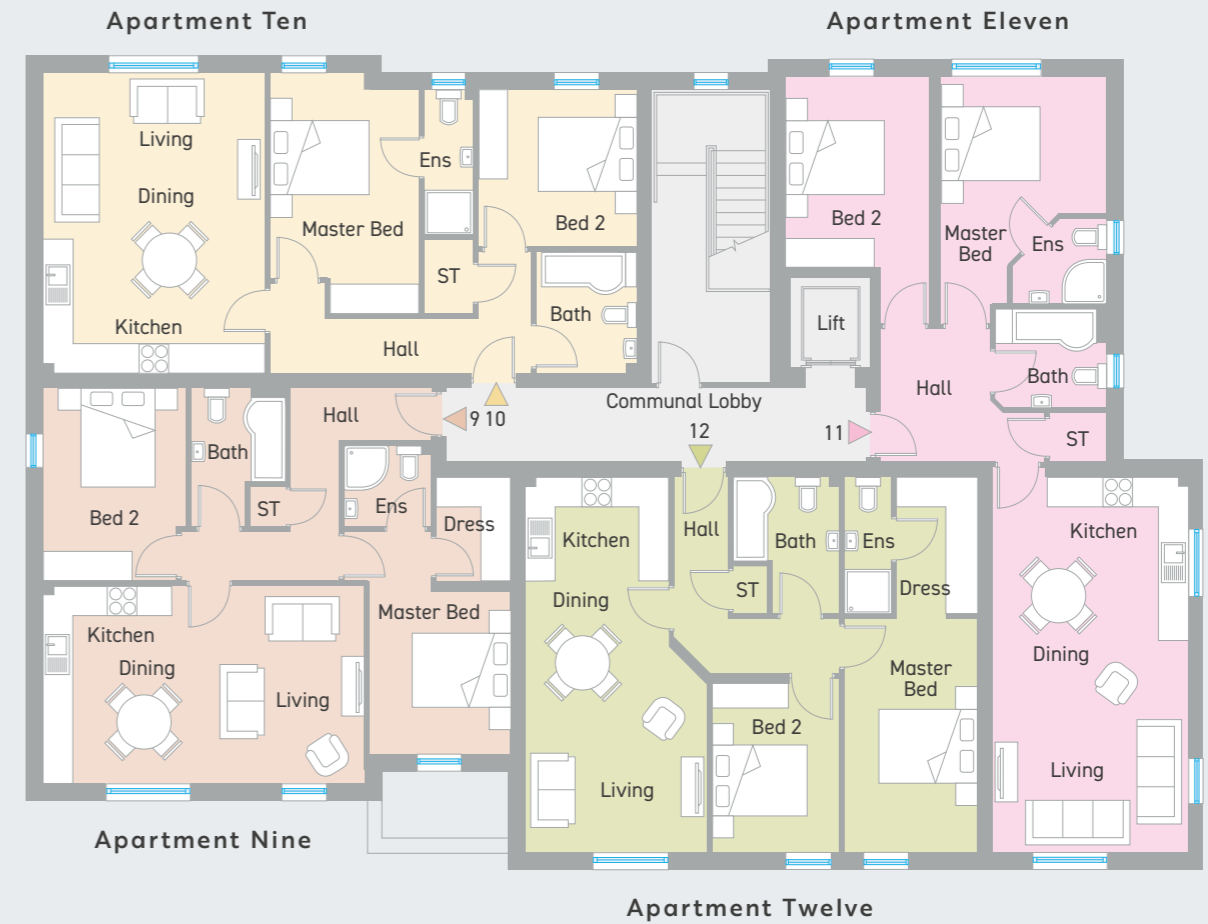 Apartment Ten
Apartment Eleven
Living
Dining
Kitchen
Master Bed
Ens
ST
Bed 2
Bath
Hall
Bed 2
Master
Bed
Ens
Lift
Hall
Bath
ST
Communal Lobby
9 10
12
11
Hall
Bath
Bed 2
ST
Ens
Dress
Master Bed
Kitchen
Dining
Living
Kitchen
Dining
Living
Hall
ST
Bath
Ens
Dress
Master
Bed
Bed 2
Kitchen
Dining
Living
Apartment Nine
Apartment Twelve